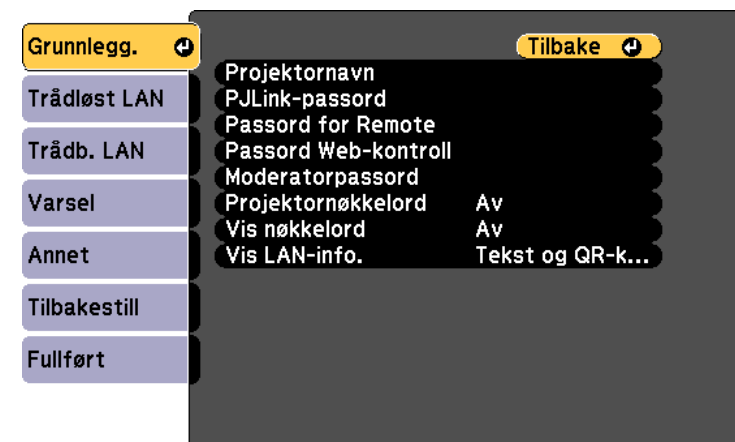 Grunnlegg.
Trådløst LAN
Trådb. LAN
Varsel
Annet
Tilbakestill
Fullført
Tilbake
Projektornavn
PJLink-passord
Passord for Remote
Passord Web-kontroll
Moderatorpassord
Projektornøkkelord Av
Vis nøkkelord Av
Vis LAN-info. Tekst og QR-k...